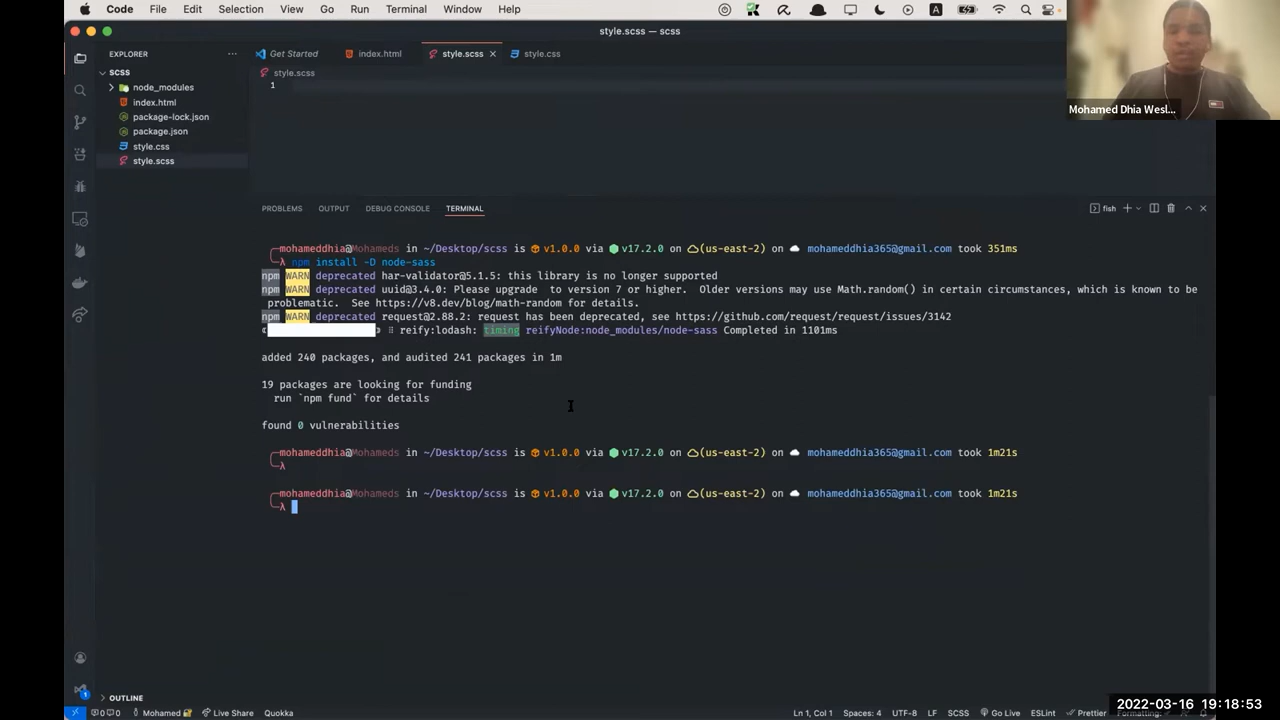 Code File Edit Selection View Go Run Terminal Window Help
style.scss — scss
EXPLORER
Get Started index.html style.scss style.css
SCSS
style.scss
node_modules
1
index.html
package-lock.json
package.json
style.css
style.scss
Mohamed Dhia Wesl...
PROBLEMS OUTPUT DEBUG CONSOLE TERMINAL
fish
mohameddhia@Mohameds in ~/Desktop/scss is v1.0.0 via v17.2.0 on (us-east-2) on mohameddhia365@gmail.com took 351ms
λ npm install -D node-sass
npm WARN deprecated har-validator@5.1.5: this library is no longer supported
npm WARN deprecated uuid@3.4.0: Please upgrade to version 7 or higher. Older versions may use Math.random() in certain circumstances, which is known to be
problematic. See https://v8.dev/blog/math-random for details.
npm WARN deprecated request@2.88.2: request has been deprecated, see https://github.com/request/request/issues/3142
reify:lodash: timing reifyNode:node_modules/node-sass Completed in 1101ms
added 240 packages, and audited 241 packages in 1m
19 packages are looking for funding
run `npm fund` for details
found 0 vulnerabilities
mohameddhia@Mohameds in ~/Desktop/scss is v1.0.0 via v17.2.0 on (us-east-2) on mohameddhia365@gmail.com took 1m21s
λ
mohameddhia@Mohameds in ~/Desktop/scss is v1.0.0 via v17.2.0 on (us-east-2) on mohameddhia365@gmail.com took 1m21s
λ
OUTLINE
0 0 Mohamed Live Share Quokka Ln 1, Col 1 Spaces: 4 UTF-8 LF SCSS Go Live ESLint Prettier
2022-03-16 19:18:53